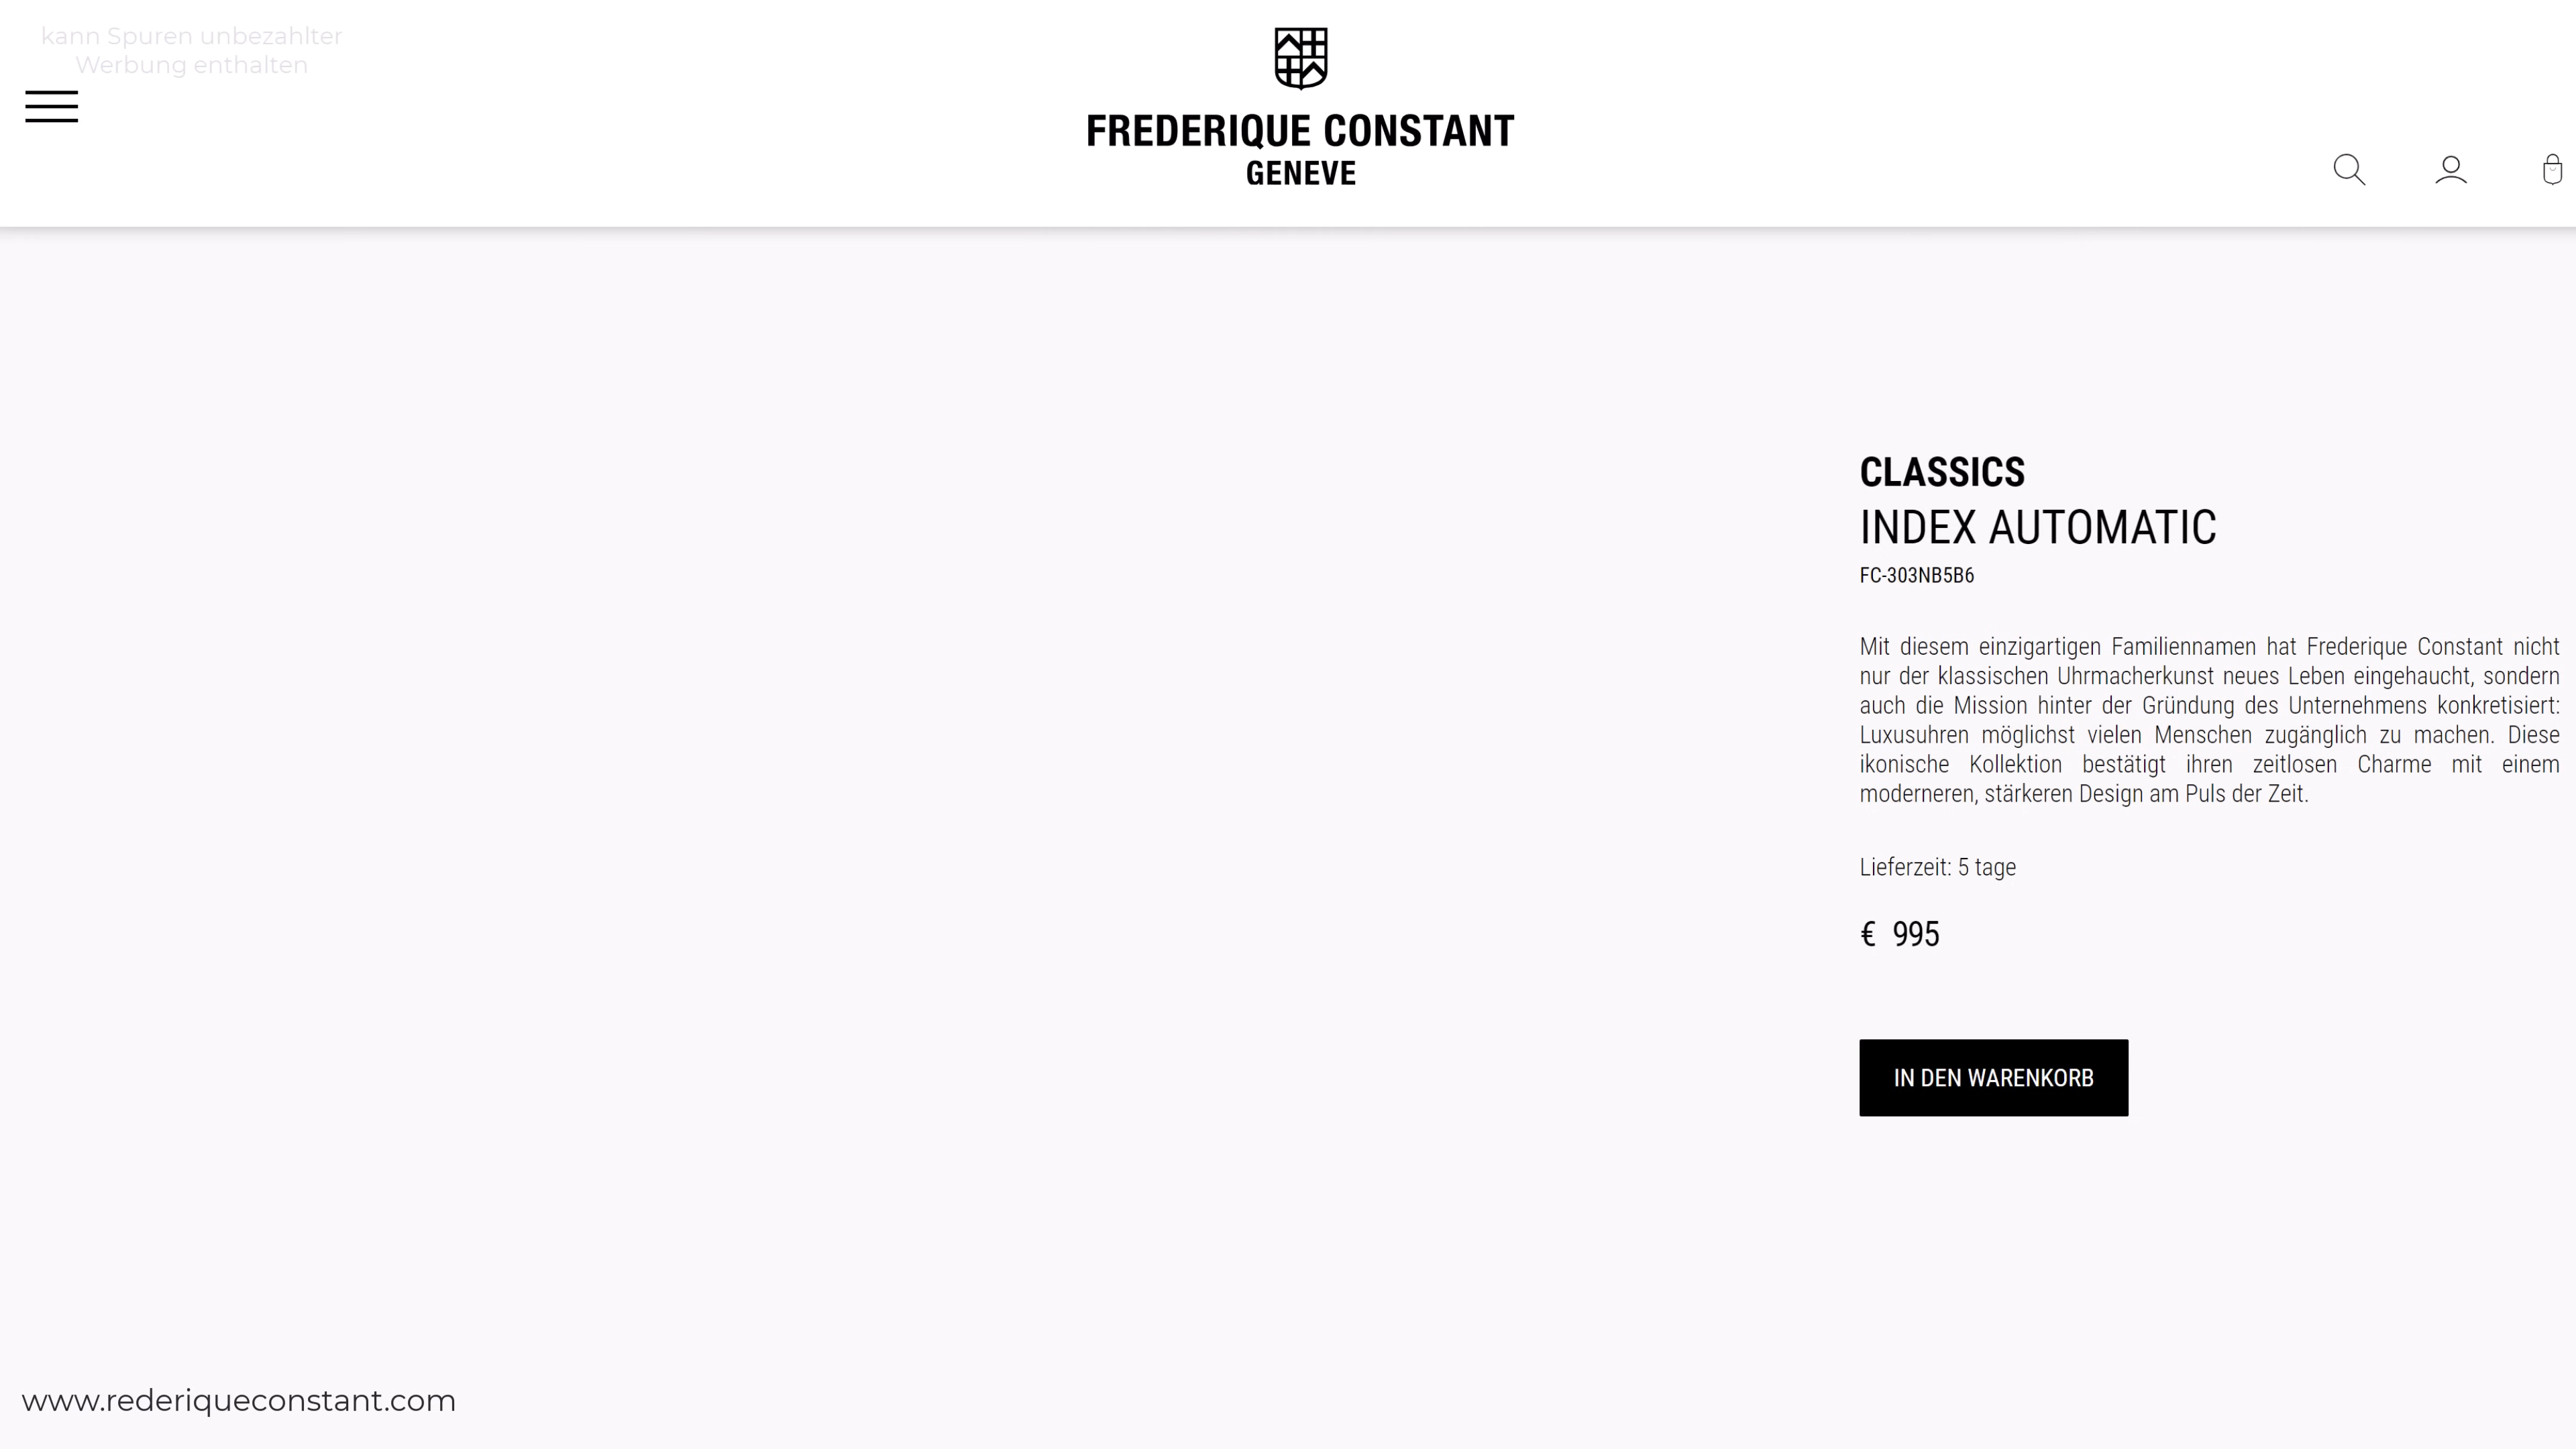 kann Spuren unbezahlter
Werbung enthalten
FREDERIQUE CONSTANT
GENEVE
CLASSICS
INDEX AUTOMATIC
FC-303NB5B6
Mit diesem einzigartigen Familiennamen hat Frederique Constant nicht
nur der klassischen Uhrmacherkunst neues Leben eingehaucht, sondern
auch die Mission hinter der Gründung des Unternehmens konkretisiert:
Luxusuhren möglichst vielen Menschen zugänglich zu machen. Diese
ikonische Kollektion bestätigt ihren zeitlosen Charme mit einem
moderneren, stärkeren Design am Puls der Zeit.
Lieferzeit: 5 tage
€ 995
IN DEN WARENKORB
www.rederiqueconstant.com